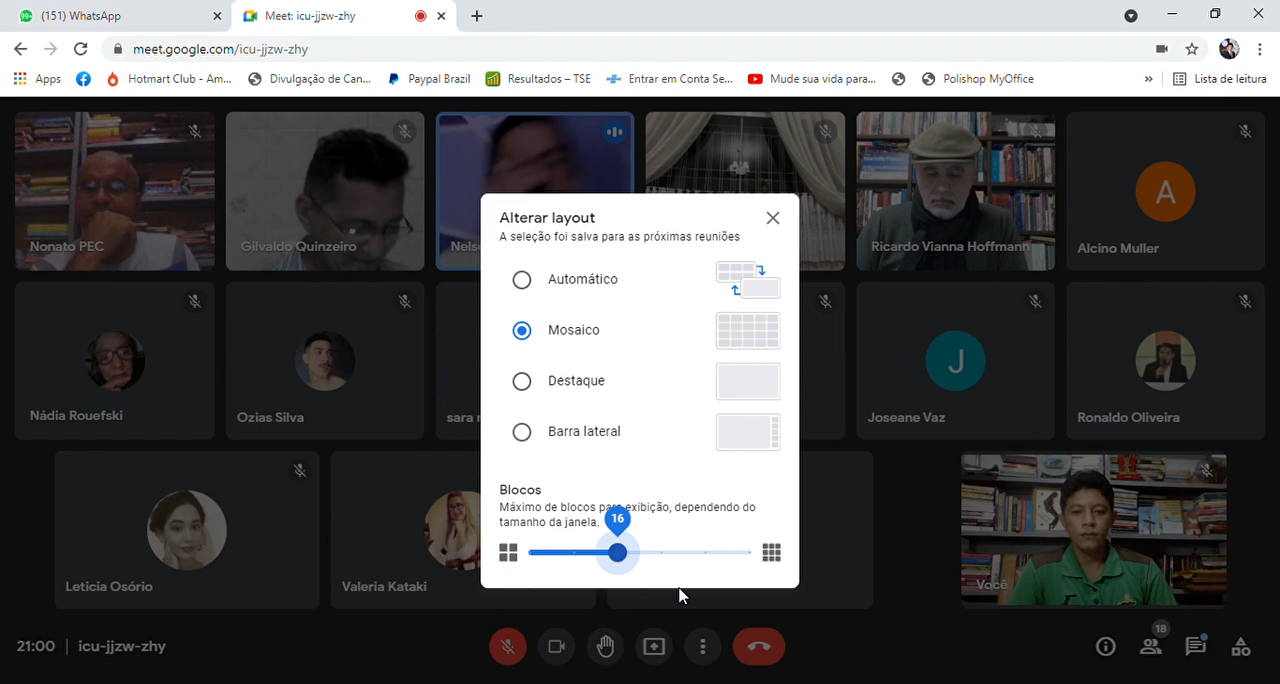 99+ (151) WhatsApp
Meet: icu-jjzw-zhy
meet.google.com/icu-jjzw-zhy
Apps
Hotmart Club - Am...
Divulgação de Can...
Paypal Brazil
Resultados – TSE
Entrar em Conta Se...
Mude sua vida para...
Polishop MyOffice
»
Lista de leitura
Nonato PEC
Gilvaldo Quinzeiro
Ricardo Vianna Hoffmann
A
Alcino Muller
Alterar layout
A seleção foi salva para as próximas reuniões
Automático
Mosaico
Destaque
Barra lateral
Blocos
Máximo de blocos para exibição, dependendo do
tamanho da janela.
16
Nádia Rouefski
Ozias Silva
sara
J
Joseane Vaz
Ronaldo Oliveira
Leticia Osório
Valeria Kataki
Você
21:00 | icu-jjzw-zhy
18